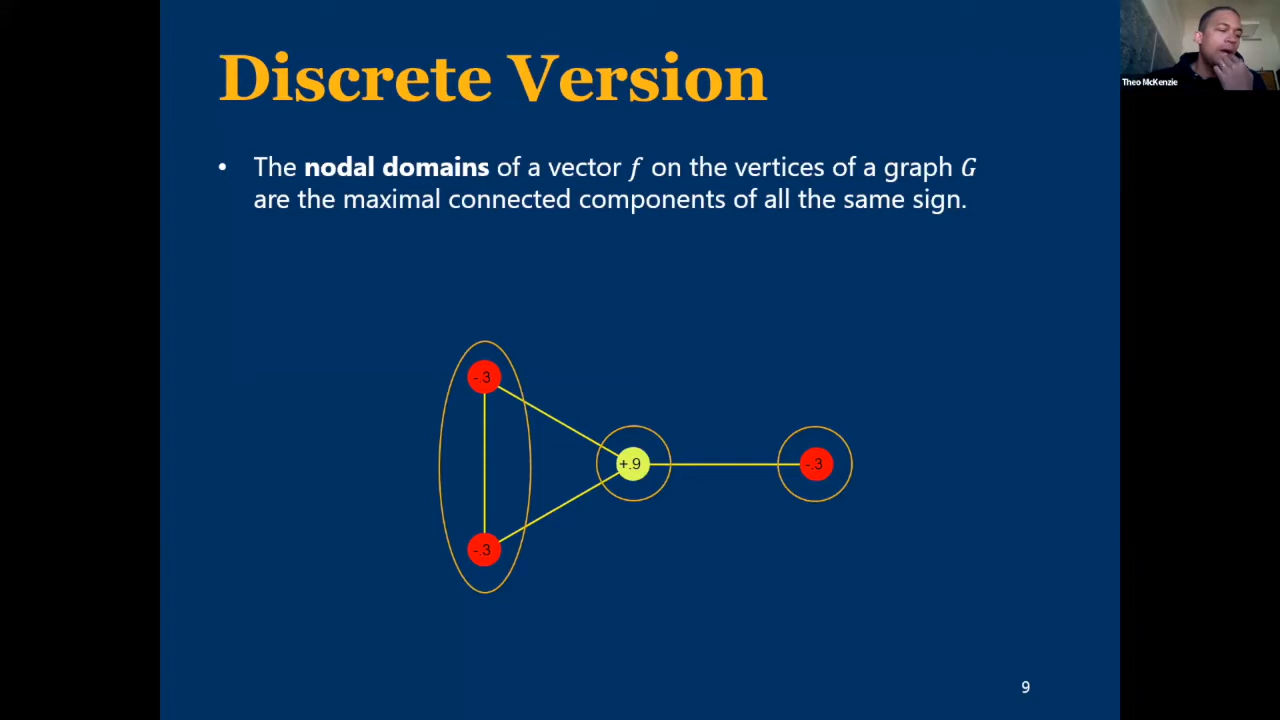 Discrete Version
Theo McKenzie
• The nodal domains of a vector 𝑓 on the vertices of a graph 𝐺
are the maximal connected components of all the same sign.
-.3
+.9
-.3
-.3
9